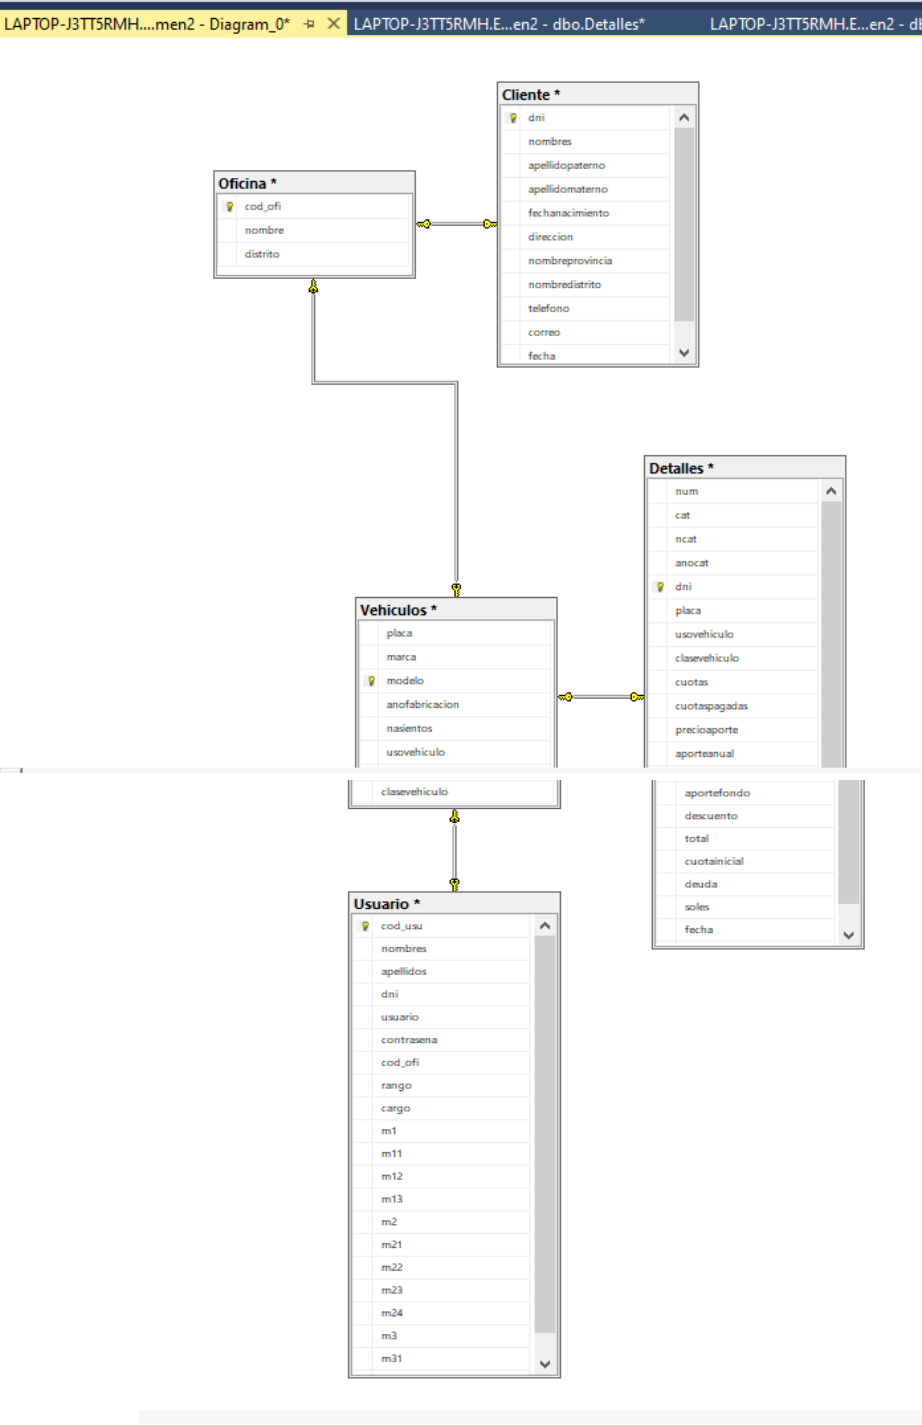 LAPTOP-J3TT5RMH....men2 - Diagram_0*
LAPTOP-J3TT5RMH.E...en2 - dbo.Detalles*
LAPTOP-J3TT5RMH.E...en2 - db
Cliente *
dni
nombres
apellidopaterno
apellidomaterno
fechanacimiento
direccion
nombreprovincia
nombredistrito
telefono
correo
fecha
Oficina *
cod_ofi
nombre
distrito
Detalles *
num
cat
ncat
anocat
dni
placa
usovehiculo
clasevehiculo
cuotas
cuotaspagadas
precioaporte
aporteanual
aportefondo
descuento
total
cuotainicial
deuda
soles
fecha
Vehiculos *
placa
marca
modelo
anofabricacion
nasientos
usovehiculo
clasevehiculo
Usuario *
cod_usu
nombres
apellidos
dni
usuario
contrasena
cod_ofi
rango
cargo
m1
m11
m12
m13
m2
m21
m22
m23
m24
m3
m31